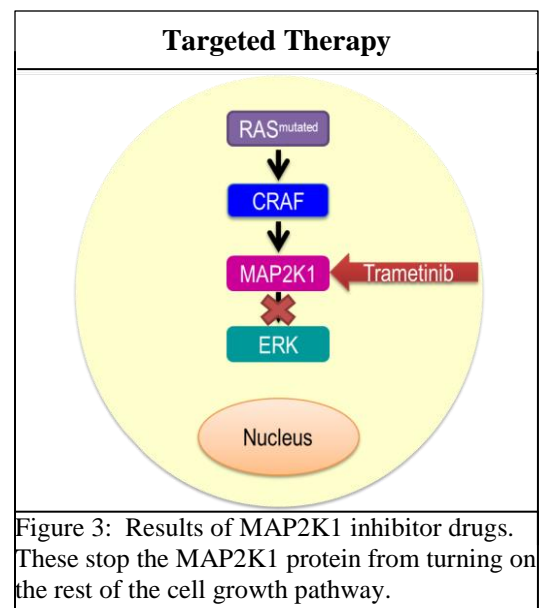 Targeted Therapy
RASmutated
CRAF
MAP2K1
Trametinib
ERK
Nucleus
Figure 3: Results of MAP2K1 inhibitor drugs.
These stop the MAP2K1 protein from turning on
the rest of the cell growth pathway.